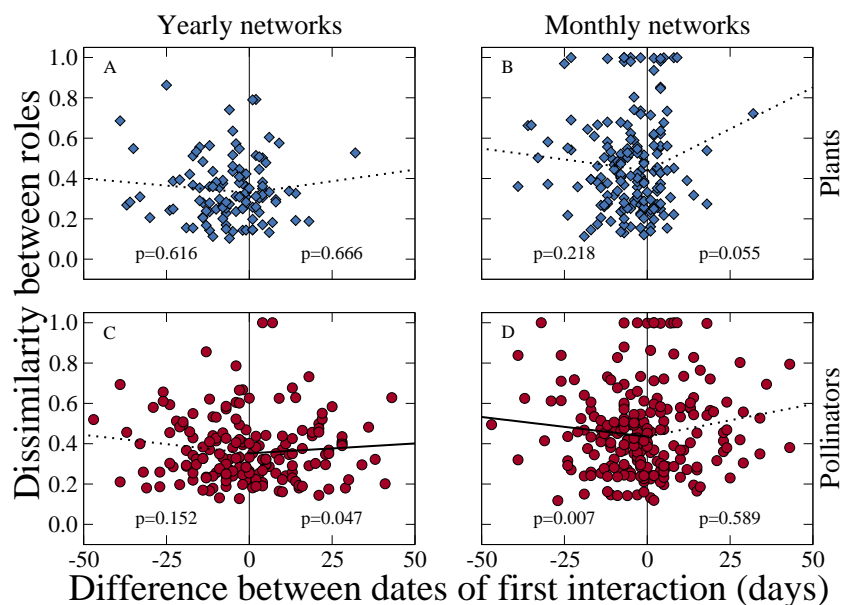 Yearly networks
Monthly networks
A
B
1.0
0.8
0.6
0.4
0.2
0.0
p=0.616
p=0.666
p=0.218
p=0.055
Plants
C
D
1.0
0.8
0.6
0.4
0.2
0.0
p=0.152
p=0.047
p=0.007
p=0.589
Pollinators
-50
-25
0
25
50
-50
-25
0
25
50
Dissimilarity between roles
Difference between dates of first interaction (days)